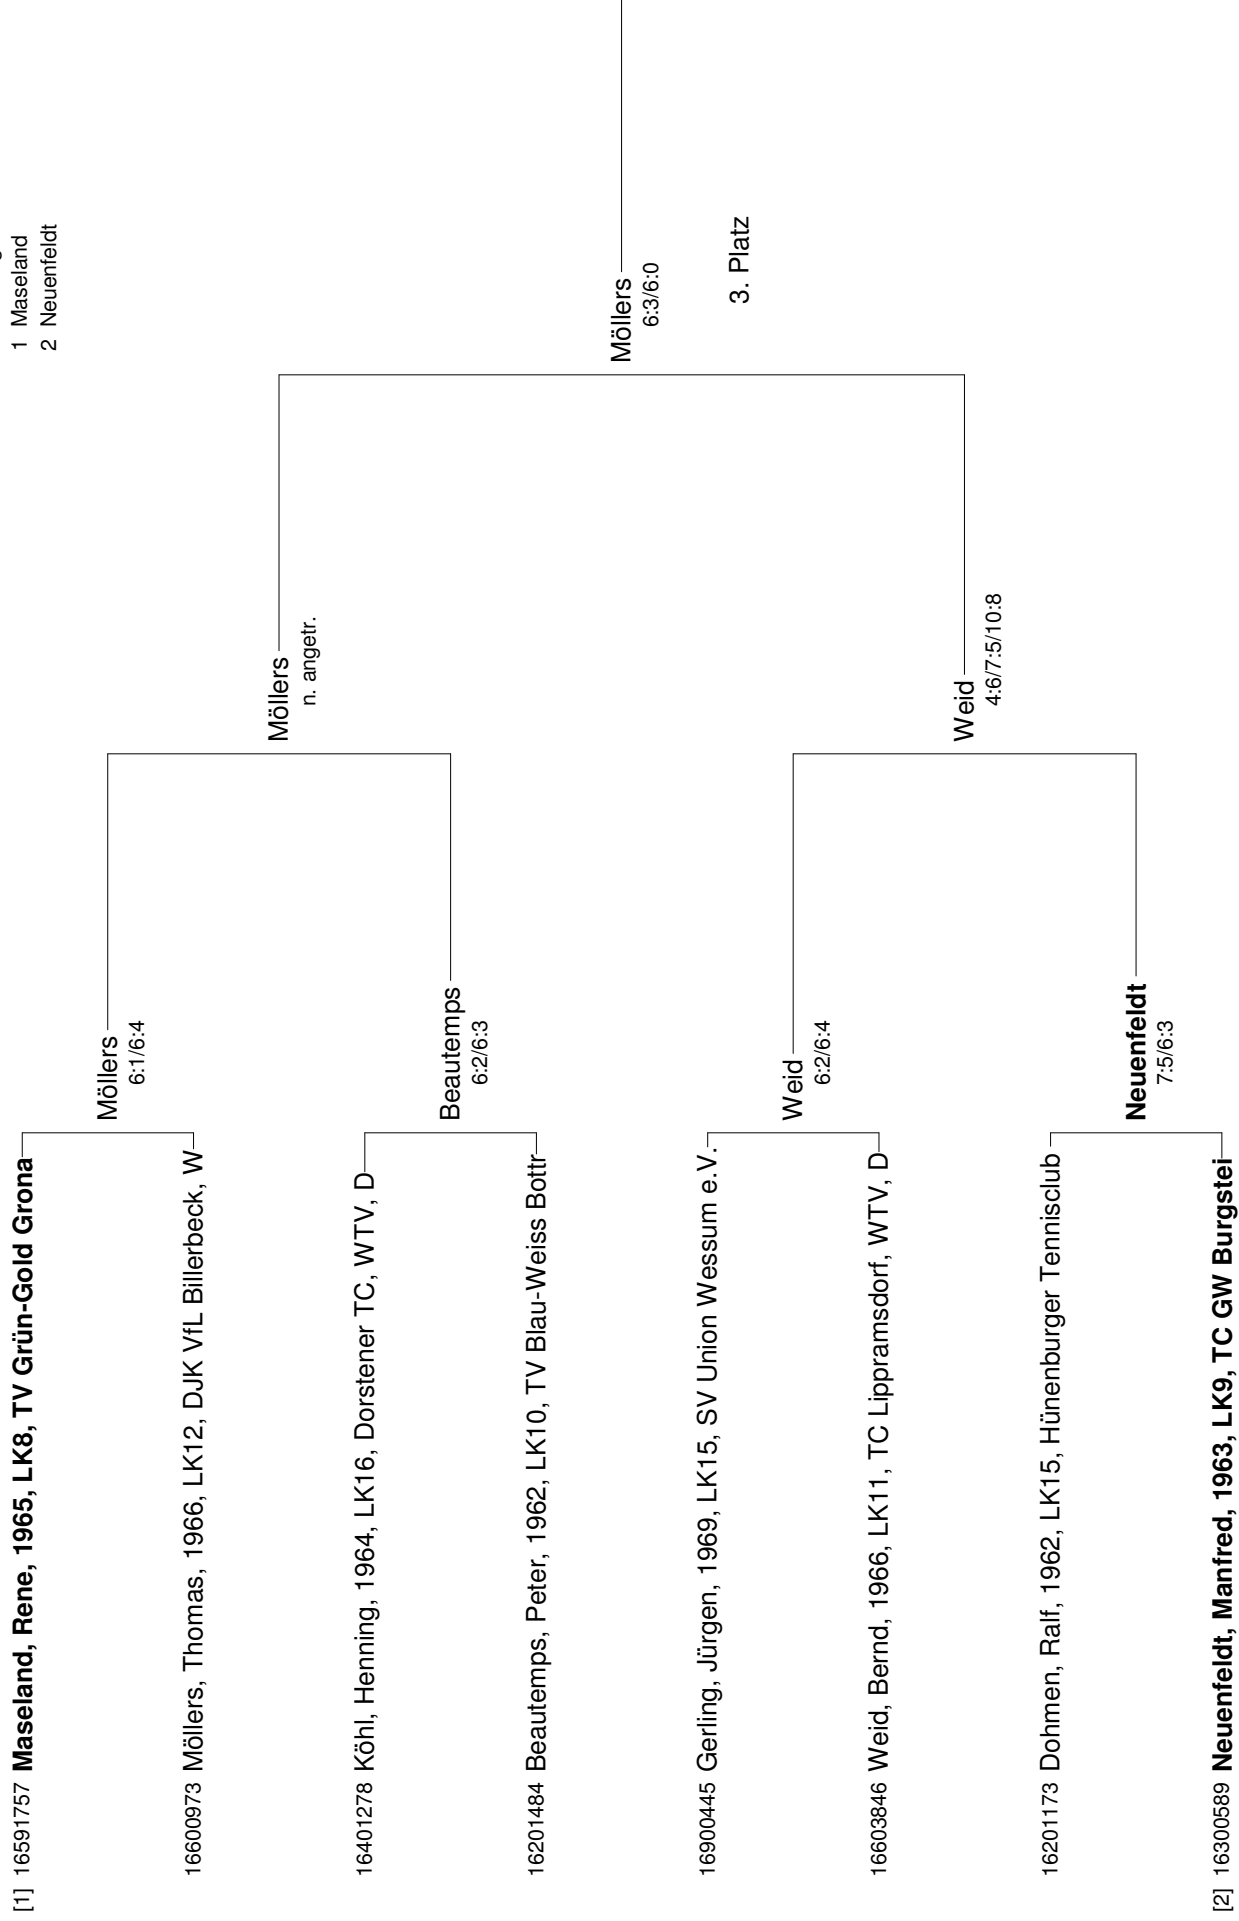 1 Maseland
2 Neuenfeldt
[1] 16591757 Maseland, Rene, 1965, LK8, TV Grün-Gold Grona
16600973 Möllers, Thomas, 1966, LK12, DJK VfL Billerbeck, W
16401278 Köhl, Henning, 1964, LK16, Dorstener TC, WTV, D
16201484 Beautemps, Peter, 1962, LK10, TV Blau-Weiss Bottr
16900445 Gerling, Jürgen, 1969, LK15, SV Union Wessum e.V.
16603846 Weid, Bernd, 1966, LK11, TC Lippramsdorf, WTV, D
16201173 Dohmen, Ralf, 1962, LK15, Hünenburger Tennisclub
[2] 16300589 Neuenfeldt, Manfred, 1963, LK9, TC GW Burgstei
Möllers
6:1/6:4
Beautemps
6:2/6:3
Weid
6:2/6:4
Neuenfeldt
7:5/6:3
Möllers
n. angetr.
Weid
4:6/7:5/10:8
Möllers
6:3/6:0
3. Platz